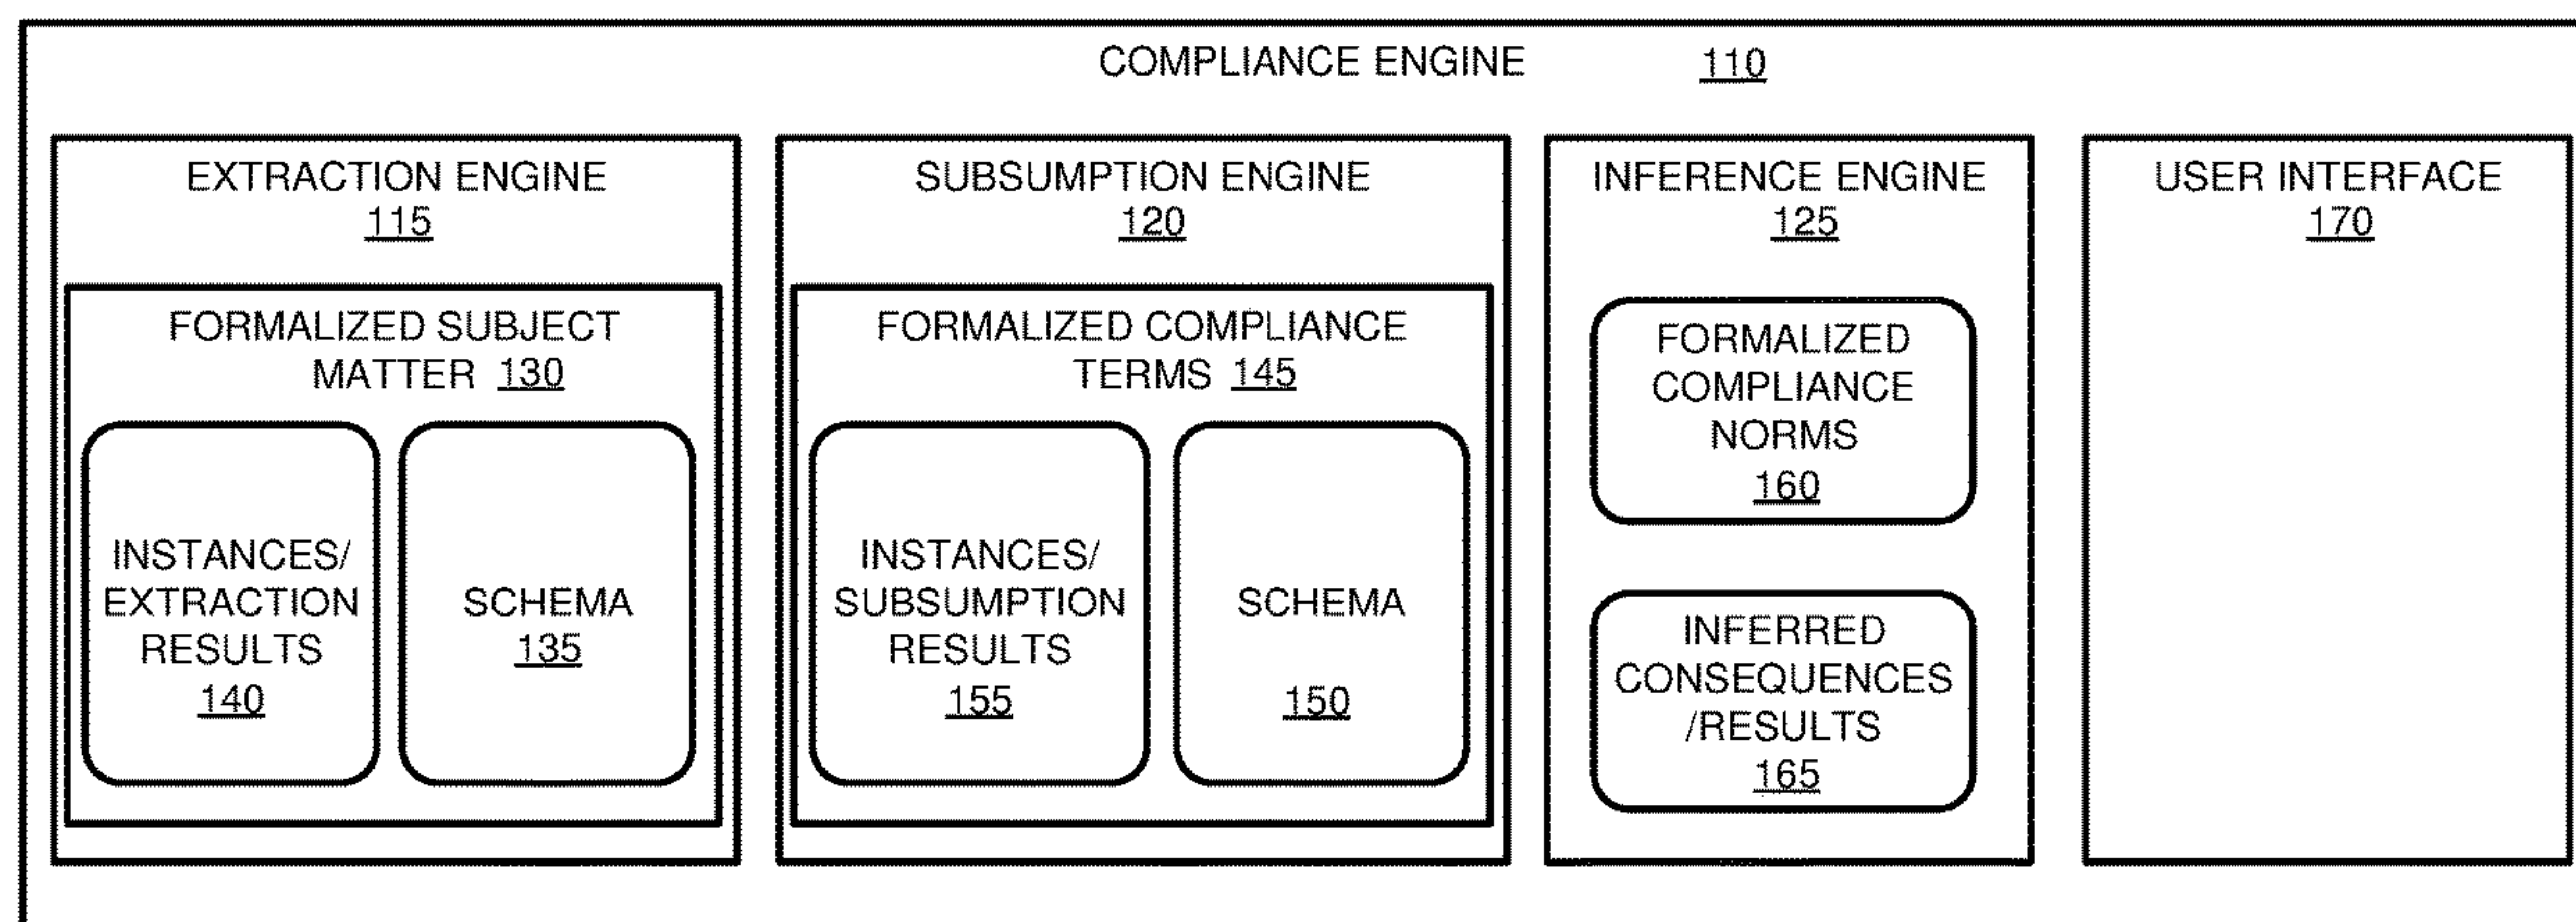 COMPLIANCE ENGINE 110
EXTRACTION ENGINE
115
FORMALIZED SUBJECT
MATTER 130
INSTANCES/
EXTRACTION
RESULTS
140
SCHEMA
135
SUBSUMPTION ENGINE
120
FORMALIZED COMPLIANCE
TERMS 145
INSTANCES/
SUBSUMPTION
RESULTS
155
SCHEMA
150
INFERENCE ENGINE
125
FORMALIZED
COMPLIANCE
NORMS
160
INFERRED
CONSEQUENCES
/RESULTS
165
USER INTERFACE
170